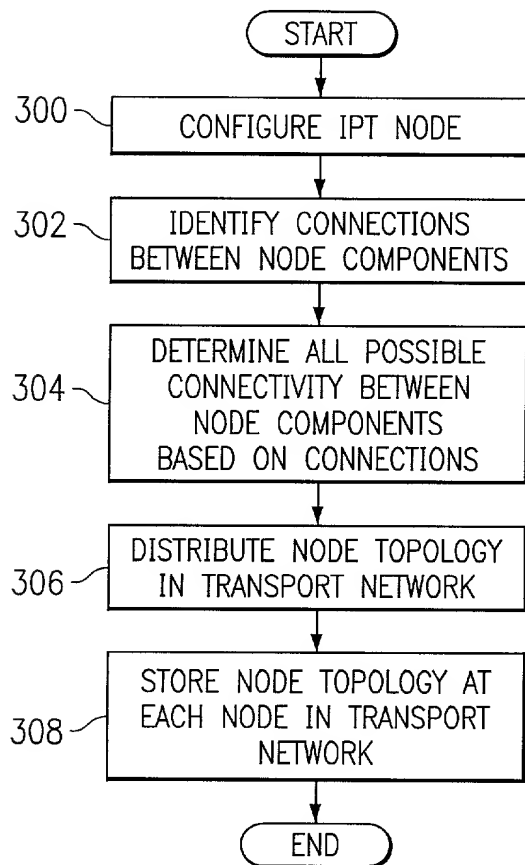 START
300
CONFIGURE IPT NODE
302
IDENTIFY CONNECTIONS
BETWEEN NODE COMPONENTS
304
DETERMINE ALL POSSIBLE
CONNECTIVITY BETWEEN
NODE COMPONENTS
BASED ON CONNECTIONS
306
DISTRIBUTE NODE TOPOLOGY
IN TRANSPORT NETWORK
308
STORE NODE TOPOLOGY AT
EACH NODE IN TRANSPORT
NETWORK
END